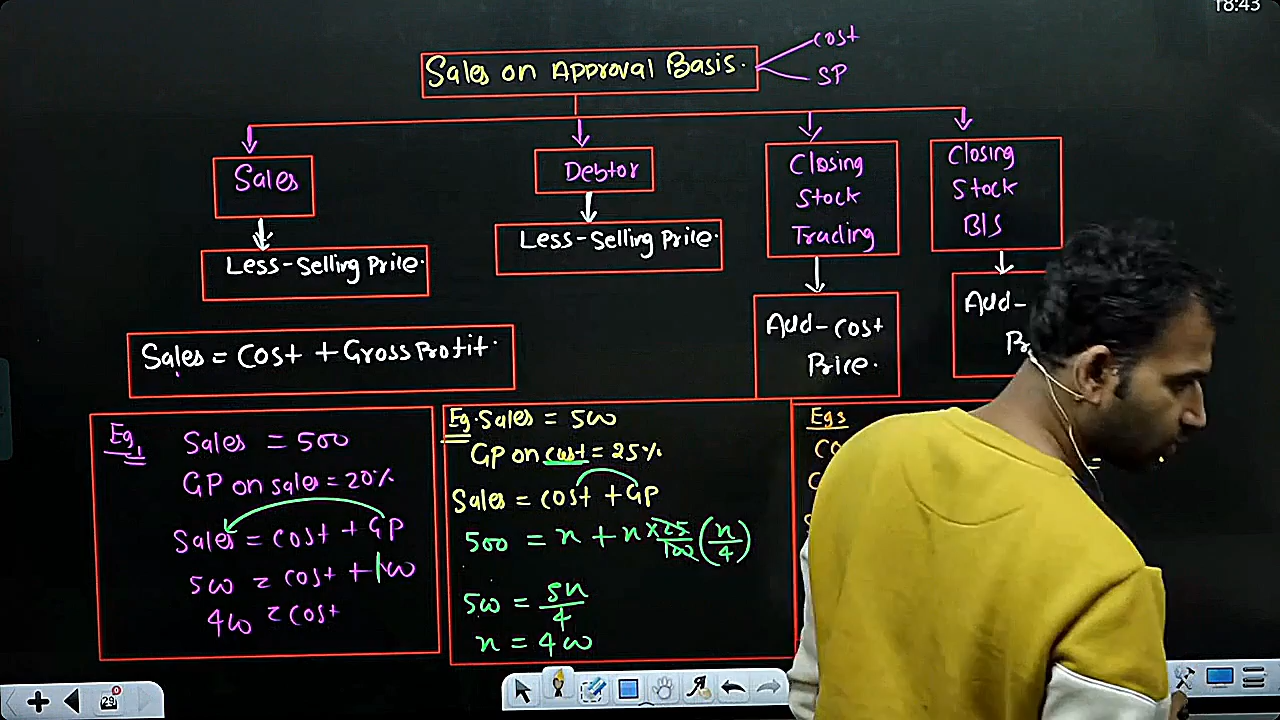 18:43
Sales on Approval Basis.
Cost
SP
Sales
Debtor
Closing
Stock
Trading
Closing
Stock
B/S
Less-Selling Price.
Less-Selling Price.
Add-Cost
Price.
Add-
Sales = Cost + Gross Profit.
Eg1
Sales = 500
GP on sales = 20%
Sales = Cost + GP
500 = Cost + 100
400 = Cost
Eg. Sales = 500
GP on cost = 25%
Sales = Cost + GP
500 = x + x × 25/100 (x/4)
500 = 5x/4
x = 400
Eg3
=
29
0